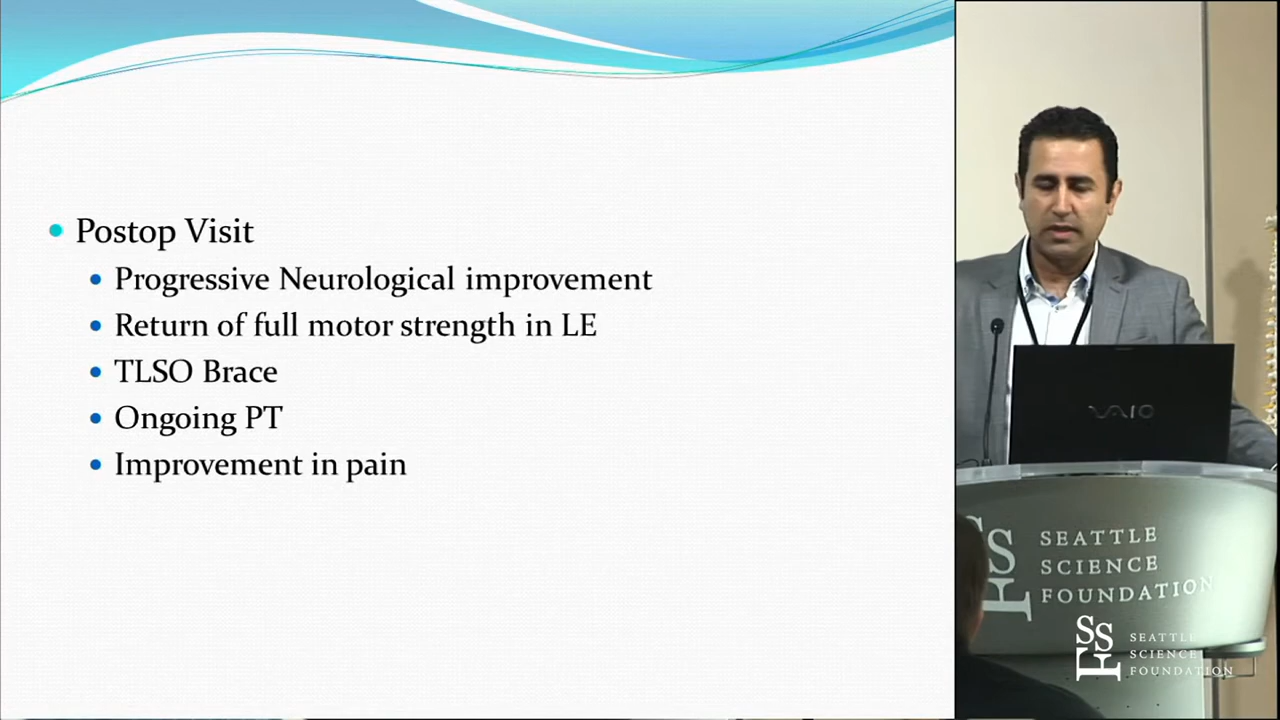 Postop Visit
Progressive Neurological improvement
Return of full motor strength in LE
TLSO Brace
Ongoing PT
Improvement in pain
VAIO
SEATTLE
SCIENCE
FOUNDATION
SEATTLE
SCIENCE
FOUNDATION